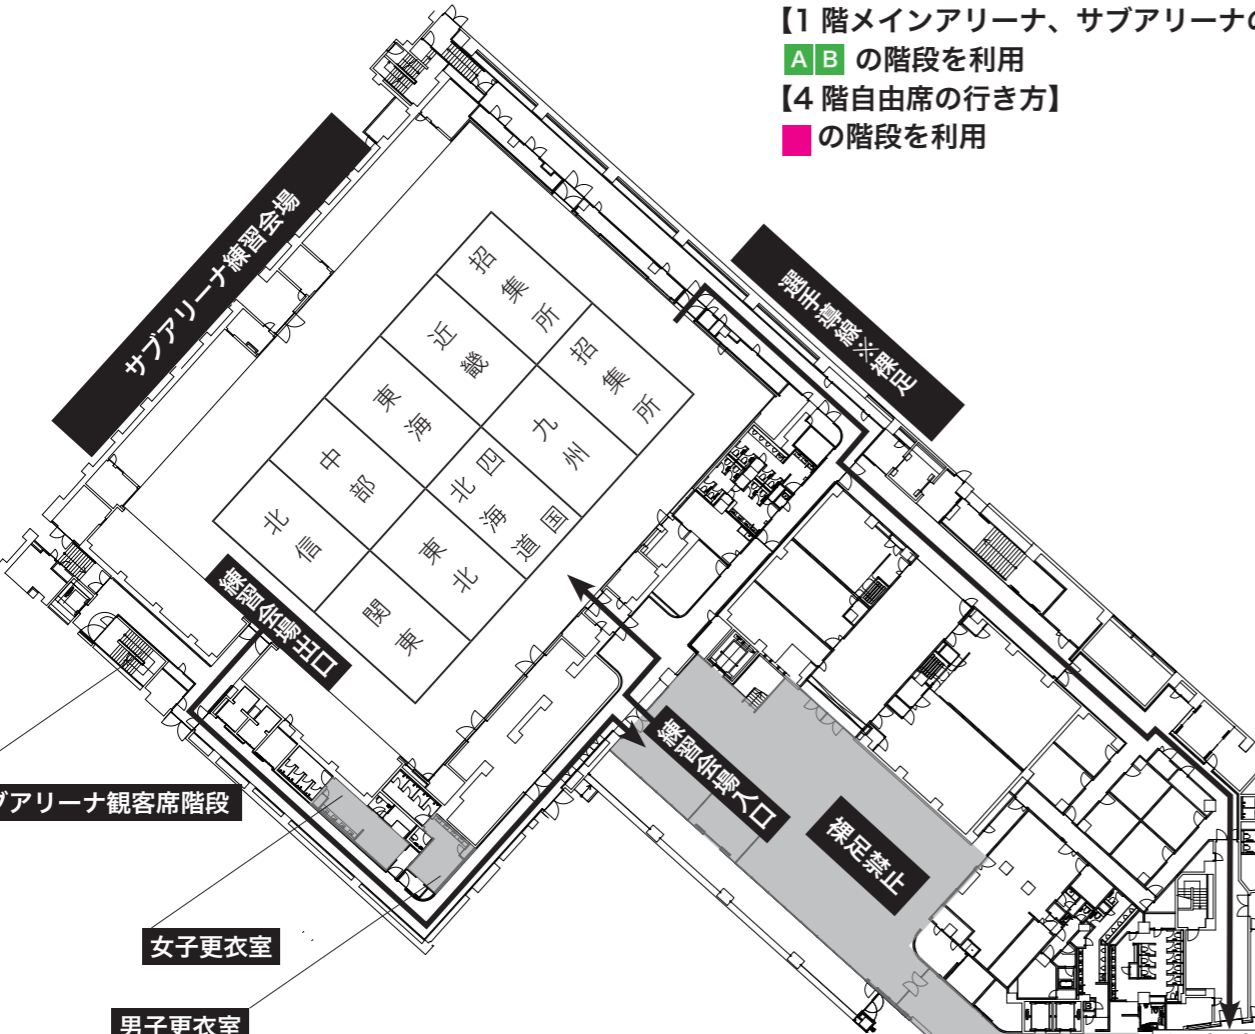 【1 階メインアリーナ、サブアリーナの
A B の階段を利用
【4 階自由席の行き方】
の階段を利用
サブアリーナ練習会場
選手導線※裸足
招集所
招集所
近畿
九州
東海
四国
北海道
中部
東北
北信
関東
練習会場出口
練習会場入口
裸足禁止
ブアリーナ観客席階段
女子更衣室
男子更衣室